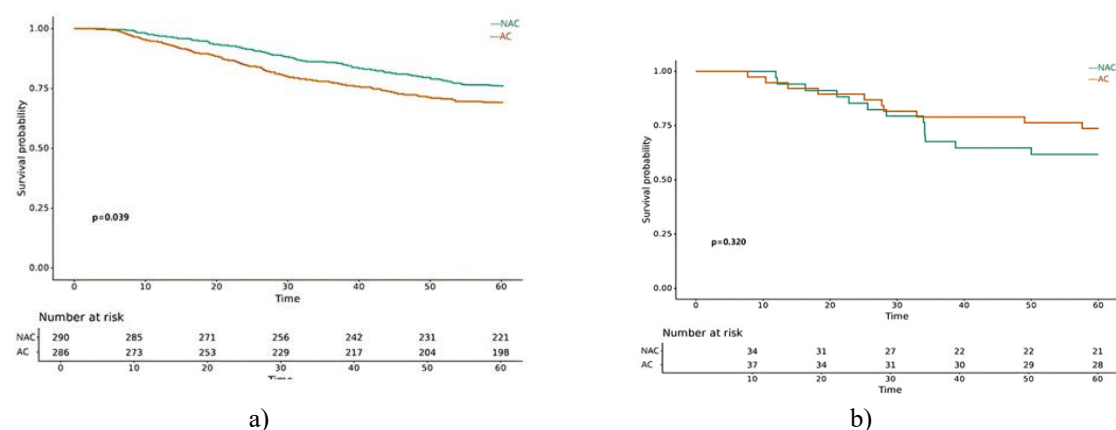 NAC
AC
1.00
0.75
0.50
0.25
0.00
Survival probability
p=0.039
0 10 20 30 40 50 60
Time
Number at risk
NAC 290 285 271 256 242 231 221
AC 286 273 253 229 217 204 198
0 10 20 30 40 50 60
Time
a)
NAC
AC
1.00
0.75
0.50
0.25
0.00
Survival probability
p=0.320
0 10 20 30 40 50 60
Time
Number at risk
NAC 34 31 27 22 22 21
AC 37 34 31 30 29 28
10 20 30 40 50 60
Time
b)